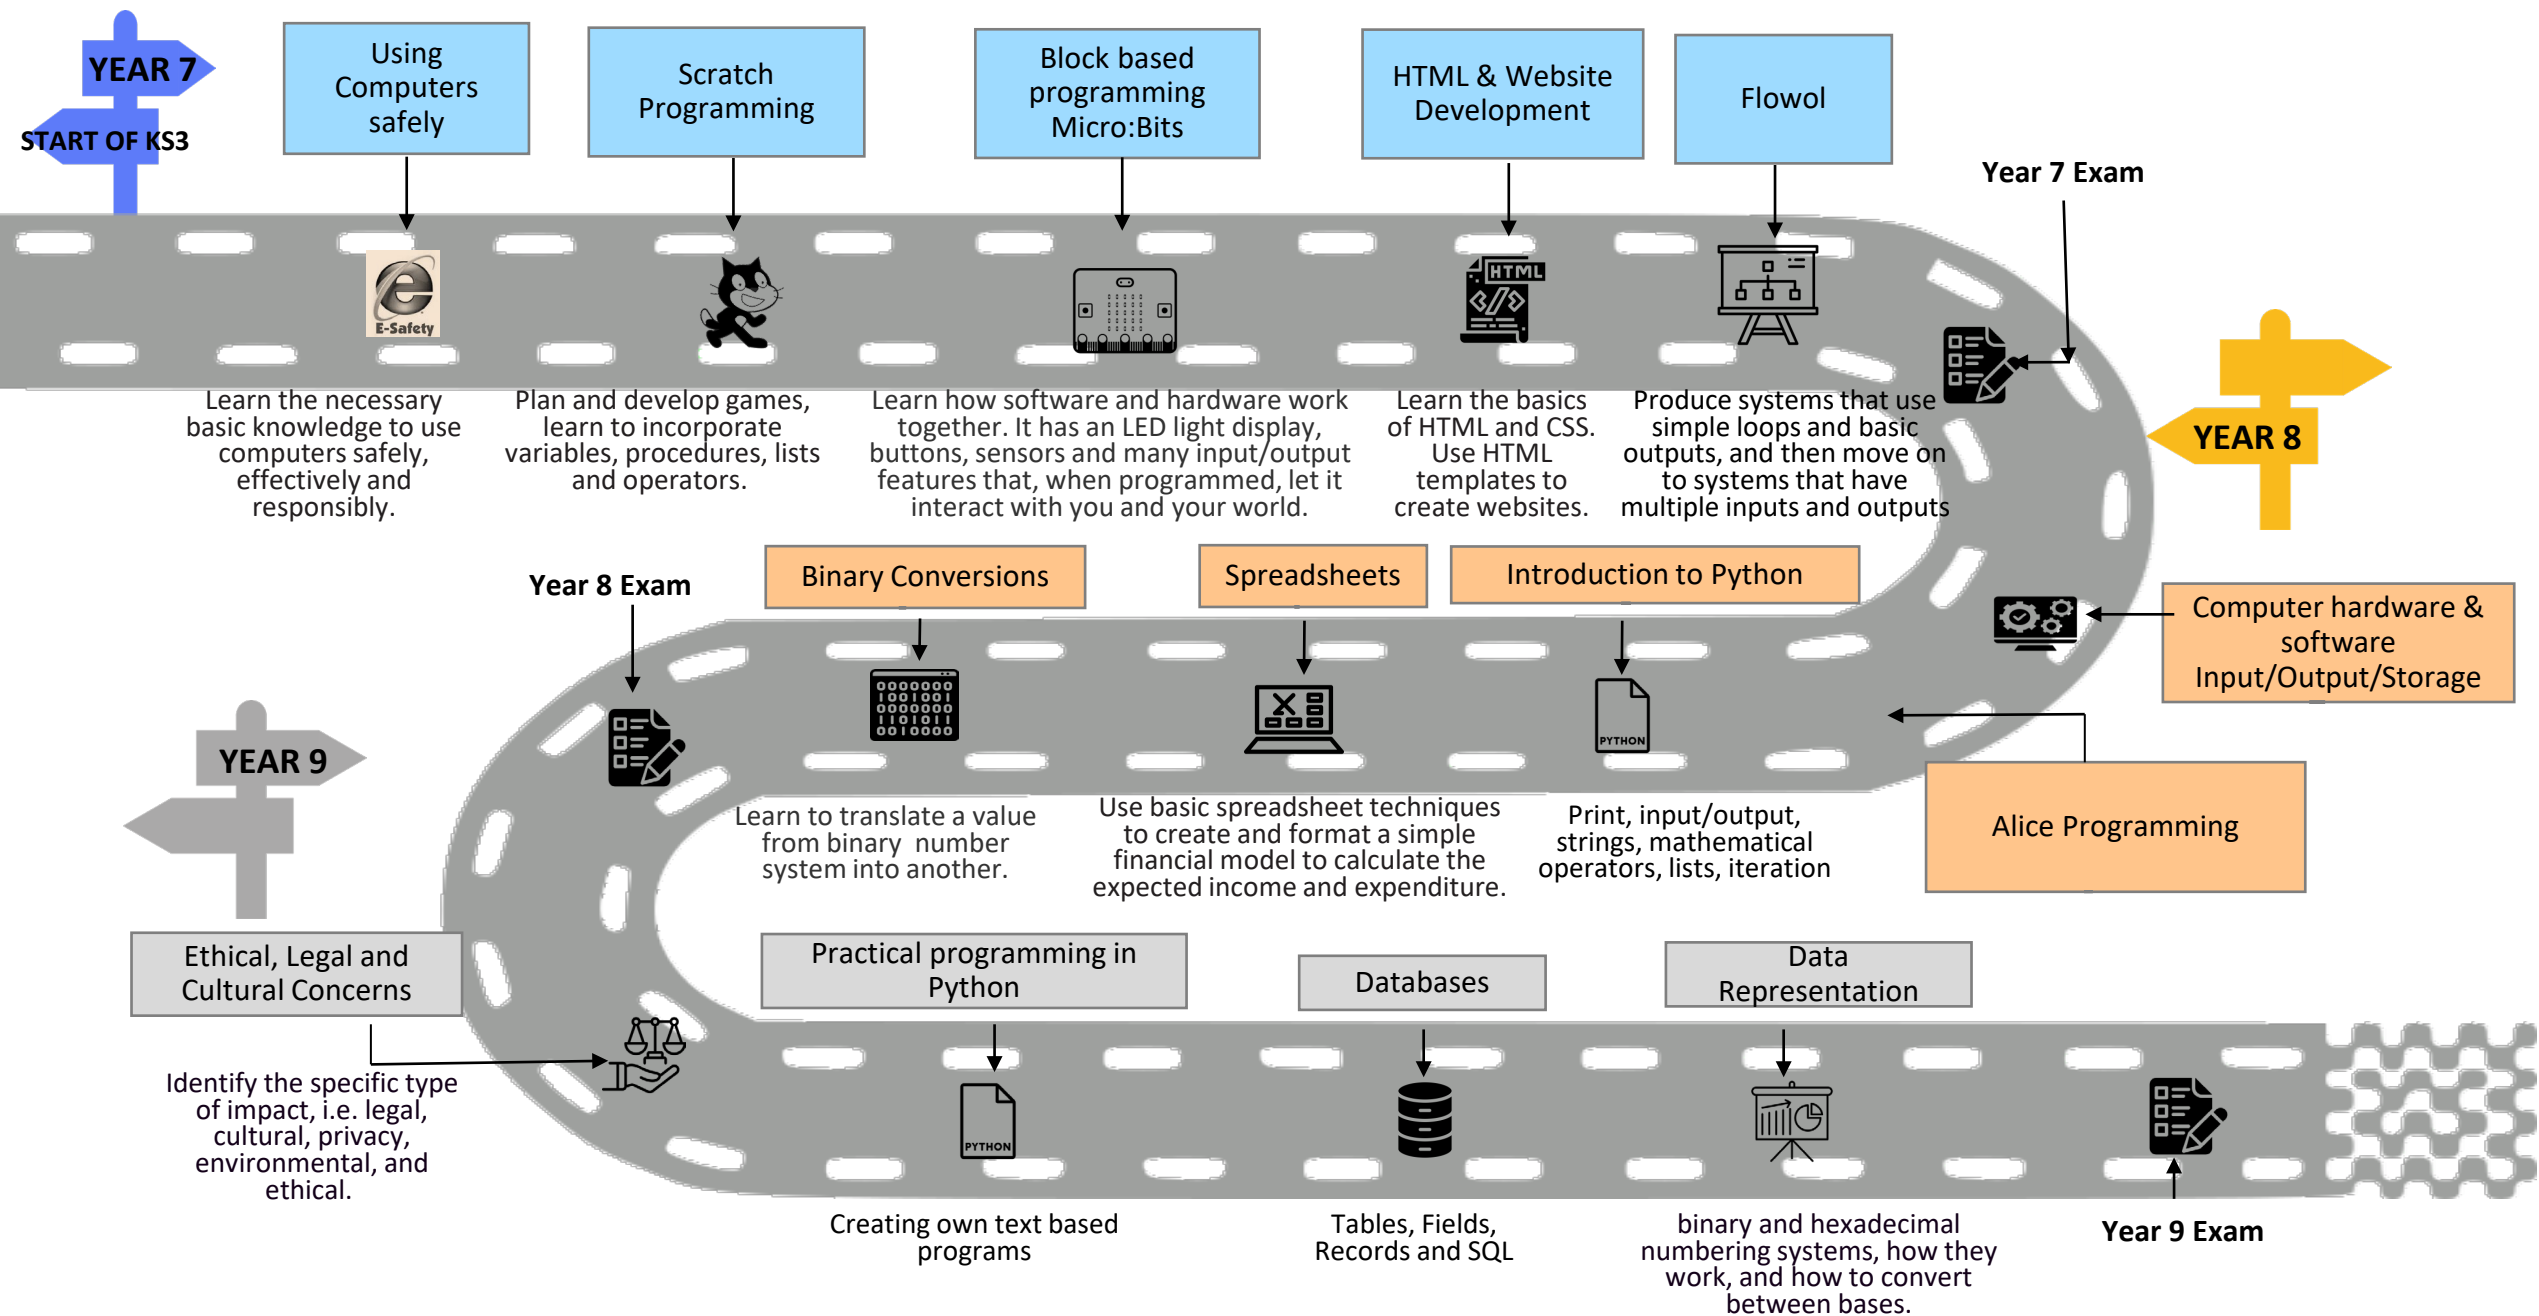 YEAR 7
START OF KS3
Using
Computers
safely
Scratch
Programming
Block based
programming
Micro:Bits
HTML & Website
Development
Flowol
Year 7 Exam
E-Safety
HTML
Learn the necessary
basic knowledge to use
computers safely,
effectively and
responsibly.
Plan and develop games,
learn to incorporate
variables, procedures, lists
and operators.
Learn how software and hardware work
together. It has an LED light display,
buttons, sensors and many input/output
features that, when programmed, let it
interact with you and your world.
Learn the basics
of HTML and CSS.
Use HTML
templates to
create websites.
Produce systems that use
simple loops and basic
outputs, and then move on
to systems that have
multiple inputs and outputs
YEAR 8
Computer hardware &
software
Input/Output/Storage
Alice Programming
Introduction to Python
PYTHON
Print, input/output,
strings, mathematical
operators, lists, iteration
Spreadsheets
Use basic spreadsheet techniques
to create and format a simple
financial model to calculate the
expected income and expenditure.
Binary Conversions
0000000
1001001
0000000
1101011
0010000
Learn to translate a value
from binary  number
system into another.
Year 8 Exam
YEAR 9
Ethical, Legal and
Cultural Concerns
Identify the specific type
of impact, i.e. legal,
cultural, privacy,
environmental, and
ethical.
Practical programming in
Python
PYTHON
Creating own text based
programs
Databases
Tables, Fields,
Records and SQL
Data
Representation
binary and hexadecimal
numbering systems, how they
work, and how to convert
between bases.
Year 9 Exam